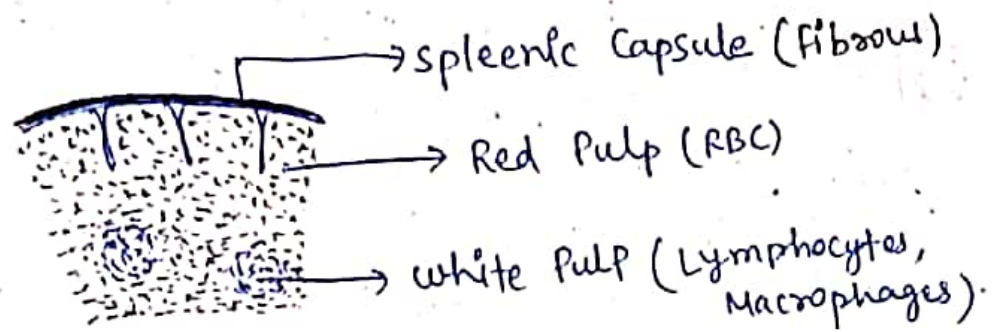 Spleenic Capsule (Fibrous)
Red Pulp (RBC)
White Pulp (Lymphocytes,
Macrophages).